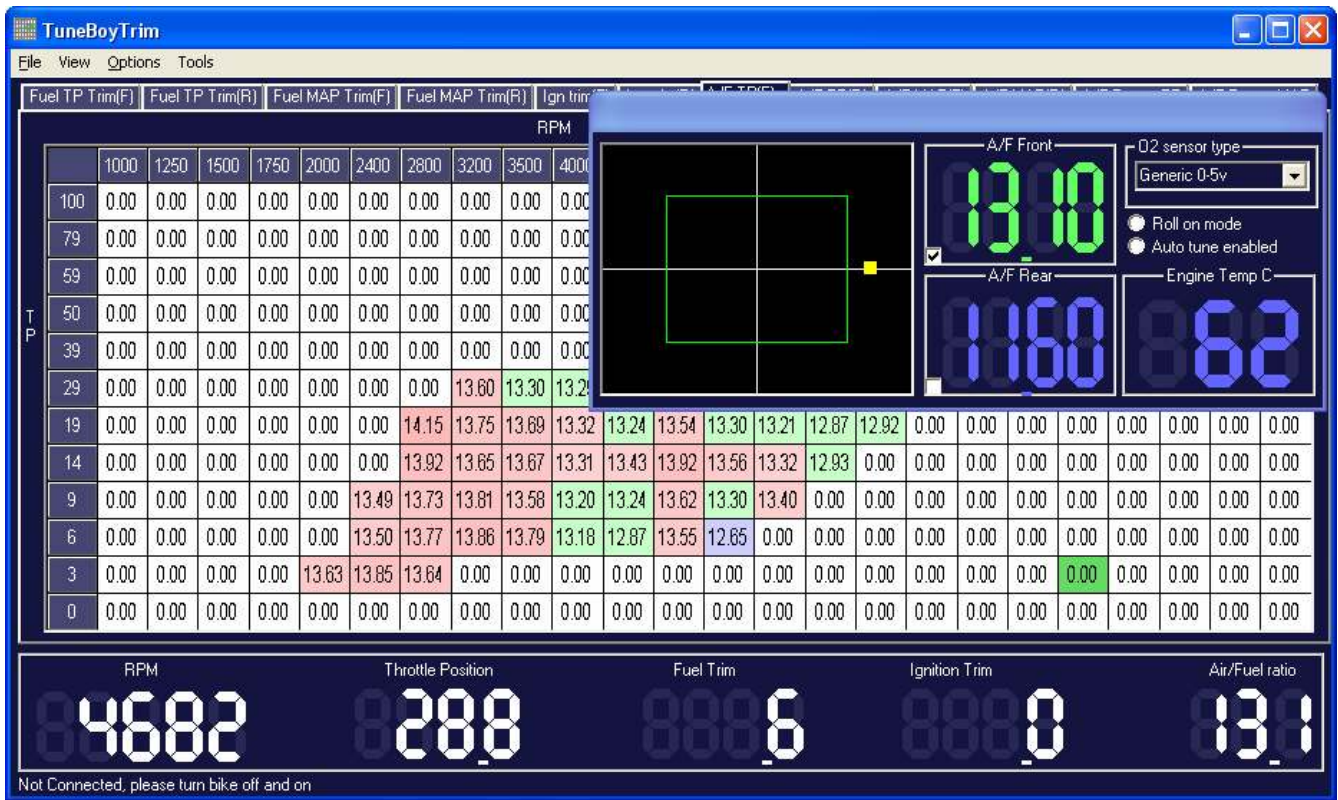 TuneBoyTrim
File View Options Tools
Fuel TP Trim(F) Fuel TP Trim(R) Fuel MAP Trim(F) Fuel MAP Trim(R) Ign trim
RPM
1000 1250 1500 1750 2000 2400 2800 3200 3500 4000
100 0.00 0.00 0.00 0.00 0.00 0.00 0.00 0.00 0.00 0.00
79 0.00 0.00 0.00 0.00 0.00 0.00 0.00 0.00 0.00 0.00
59 0.00 0.00 0.00 0.00 0.00 0.00 0.00 0.00 0.00 0.00
TP
50 0.00 0.00 0.00 0.00 0.00 0.00 0.00 0.00 0.00 0.00
39 0.00 0.00 0.00 0.00 0.00 0.00 0.00 0.00 0.00 0.00
29 0.00 0.00 0.00 0.00 0.00 0.00 0.00 13.60 13.30
19 0.00 0.00 0.00 0.00 0.00 0.00 14.15 13.75 13.69 13.32 13.24 13.54 13.30 13.21 12.87 12.92 0.00 0.00 0.00 0.00 0.00 0.00 0.00 0.00
14 0.00 0.00 0.00 0.00 0.00 0.00 13.92 13.65 13.67 13.31 13.43 13.92 13.56 13.32 12.93 0.00 0.00 0.00 0.00 0.00 0.00 0.00 0.00 0.00
9 0.00 0.00 0.00 0.00 0.00 13.49 13.73 13.81 13.58 13.20 13.24 13.62 13.30 13.40 0.00 0.00 0.00 0.00 0.00 0.00 0.00 0.00 0.00 0.00
6 0.00 0.00 0.00 0.00 0.00 13.50 13.77 13.86 13.79 13.18 12.87 13.55 12.65 0.00 0.00 0.00 0.00 0.00 0.00 0.00 0.00 0.00 0.00 0.00
3 0.00 0.00 0.00 0.00 13.63 13.85 13.64 0.00 0.00 0.00 0.00 0.00 0.00 0.00 0.00 0.00 0.00 0.00 0.00 0.00 0.00 0.00 0.00 0.00
0 0.00 0.00 0.00 0.00 0.00 0.00 0.00 0.00 0.00 0.00 0.00 0.00 0.00 0.00 0.00 0.00 0.00 0.00 0.00 0.00 0.00 0.00 0.00 0.00
A/F Front
13.10
A/F Rear
11.60
O2 sensor type
Generic 0-5v
Roll on mode
Auto tune enabled
Engine Temp C
62
RPM Throttle Position Fuel Trim Ignition Trim Air/Fuel ratio
4682 28.8 .6 .0 13.1
Not Connected, please turn bike off and on